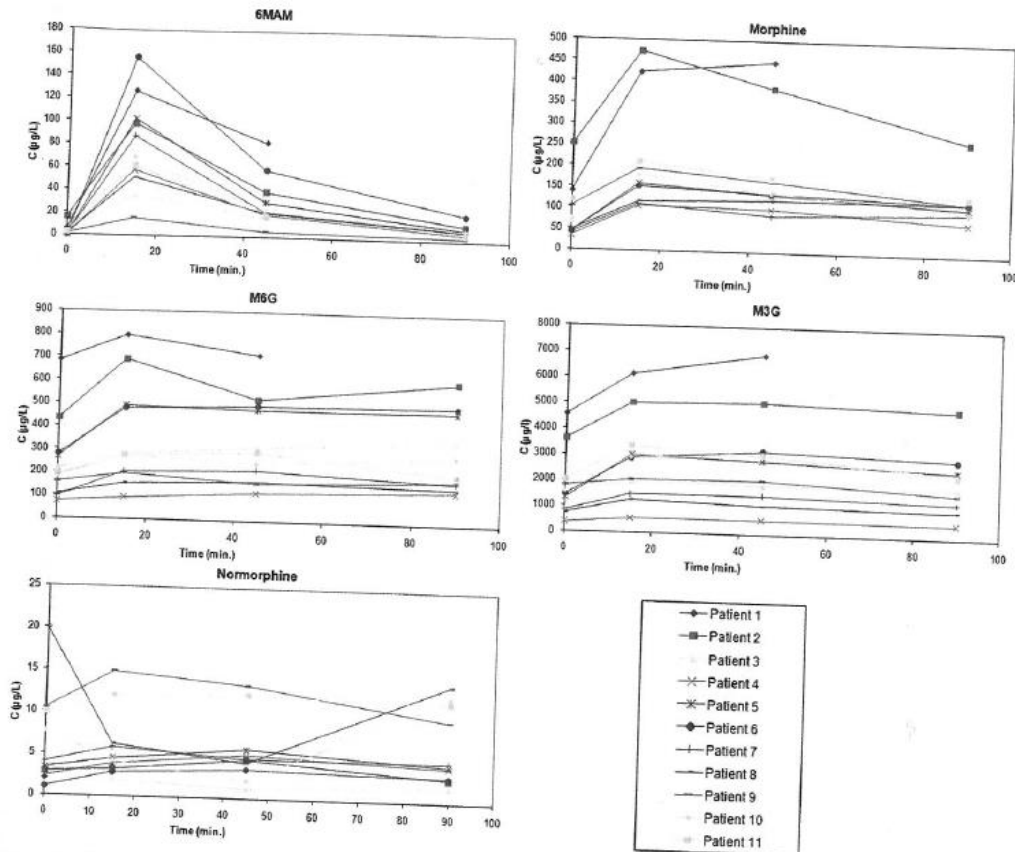 6MAM
180
160
140
120
100
80
60
40
20
0
C (µg/L)
0 20 40 60 80 100
Time (min.)
Morphine
500
450
400
350
300
250
200
150
100
50
0
C (µg/L)
0 20 40 60 80 100
Time (min.)
M6G
900
800
700
600
500
400
300
200
100
0
C (µg/L)
0 20 40 60 80 100
Time (min.)
M3G
8000
7000
6000
5000
4000
3000
2000
1000
0
C (µg/l)
0 20 40 60 80 100
Time (min.)
Normorphine
25
20
15
10
5
0
C (µg/L)
0 10 20 30 40 50 60 70 80 90 100
Time (min.)
Patient 1
Patient 2
Patient 3
Patient 4
Patient 5
Patient 6
Patient 7
Patient 8
Patient 9
Patient 10
Patient 11